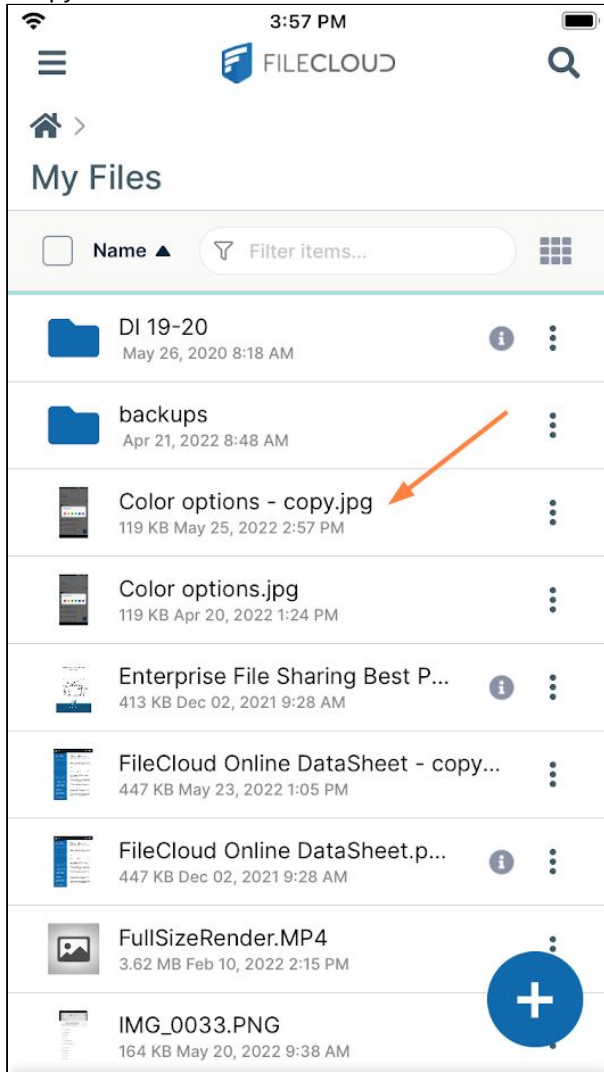 3:57 PM
FILECLOUD
My Files
Name ▲ Filter items...
DI 19-20
May 26, 2020 8:18 AM
backups
Apr 21, 2022 8:48 AM
Color options - copy.jpg
119 KB May 25, 2022 2:57 PM
Color options.jpg
119 KB Apr 20, 2022 1:24 PM
Enterprise File Sharing Best P...
413 KB Dec 02, 2021 9:28 AM
FileCloud Online DataSheet - copy...
447 KB May 23, 2022 1:05 PM
FileCloud Online DataSheet.p...
447 KB Dec 02, 2021 9:28 AM
FullSizeRender.MP4
3.62 MB Feb 10, 2022 2:15 PM
IMG_0033.PNG
164 KB May 20, 2022 9:38 AM